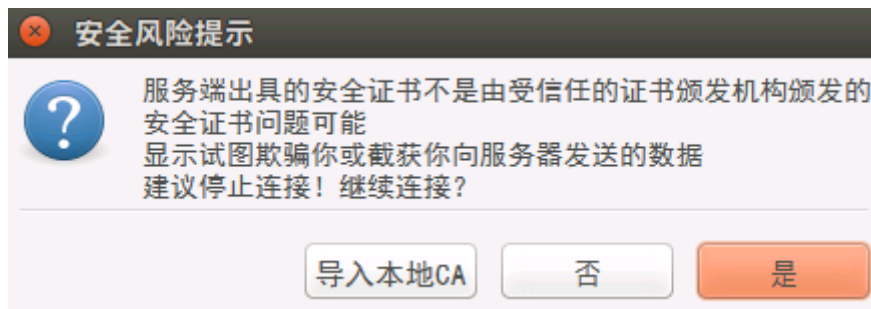 安全风险提示
服务端出具的安全证书不是由受信任的证书颁发机构颁发的
安全证书问题可能
显示试图欺骗你或截获你向服务器发送的数据
建议停止连接！继续连接？
导入本地CA
否
是